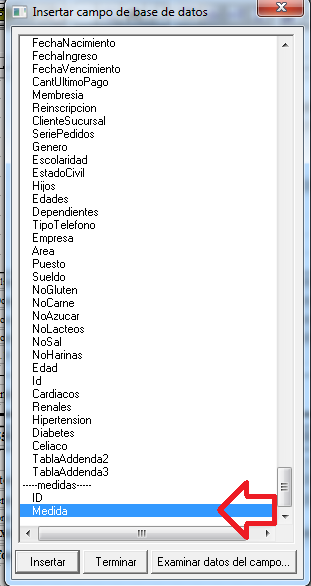 Insertar campo de base de datos
FechaNacimiento
FechaIngreso
FechaVencimiento
CantUltimoPago
Membresia
Reinscripcion
ClienteSucursal
SeriePedidos
Genero
Escolaridad
EstadoCivil
Hijos
Edades
Dependientes
TipoTelefono
Empresa
Area
Puesto
Sueldo
NoGluten
NoCarne
NoAzucar
NoLacteos
NoSal
NoHarinas
Edad
Id
Cardiacos
Renales
Hipertension
Diabetes
Celiaco
TablaAddenda2
TablaAddenda3
-----medidas-----
ID
Medida
Insertar Terminar Examinar datos del campo...